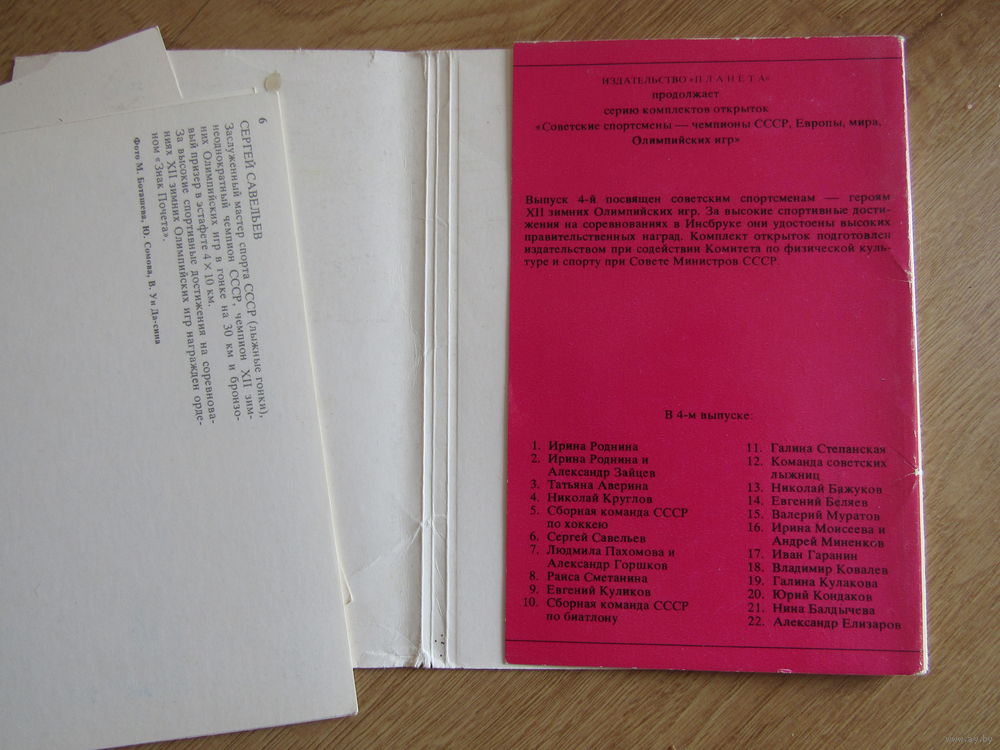 6
СЕРГЕЙ САВЕЛЬЕВ
Заслуженный мастер спорта СССР (лыжные гонки),
неоднократный чемпион СССР, чемпион XII зим-
них Олимпийских игр в гонке на 30 км и бронзо-
вый призер в эстафете 4×10 км.
За высокие спортивные достижения на соревнова-
ниях XII зимних Олимпийских игр награжден орде-
ном «Знак Почета».
Фото М. Боташева, Ю. Сомова, В. Ун Да-сина
ИЗДАТЕЛЬСТВО «ПЛАНЕТА»
продолжает
серию комплектов открыток
«Советские спортсмены — чемпионы СССР, Европы, мира,
Олимпийских игр»
Выпуск 4-й посвящен советским спортсменам — героям
XII зимних Олимпийских игр. За высокие спортивные дости-
жения на соревнованиях в Инсбруке они удостоены высоких
правительственных наград. Комплект открыток подготовлен
издательством при содействии Комитета по физической куль-
туре и спорту при Совете Министров СССР.
В 4-м выпуске:
1. Ирина Роднина
2. Ирина Роднина и
Александр Зайцев
3. Татьяна Аверина
4. Николай Круглов
5. Сборная команда СССР
по хоккею
6. Сергей Савельев
7. Людмила Пахомова и
Александр Горшков
8. Раиса Сметанина
9. Евгений Куликов
10. Сборная команда СССР
по биатлону
11. Галина Степанская
12. Команда советских
лыжниц
13. Николай Бажуков
14. Евгений Беляев
15. Валерий Муратов
16. Ирина Моисеева и
Андрей Миненков
17. Иван Гаранин
18. Владимир Ковалев
19. Галина Кулакова
20. Юрий Кондаков
21. Нина Балдычева
22. Александр Елизаров
www.ay.by